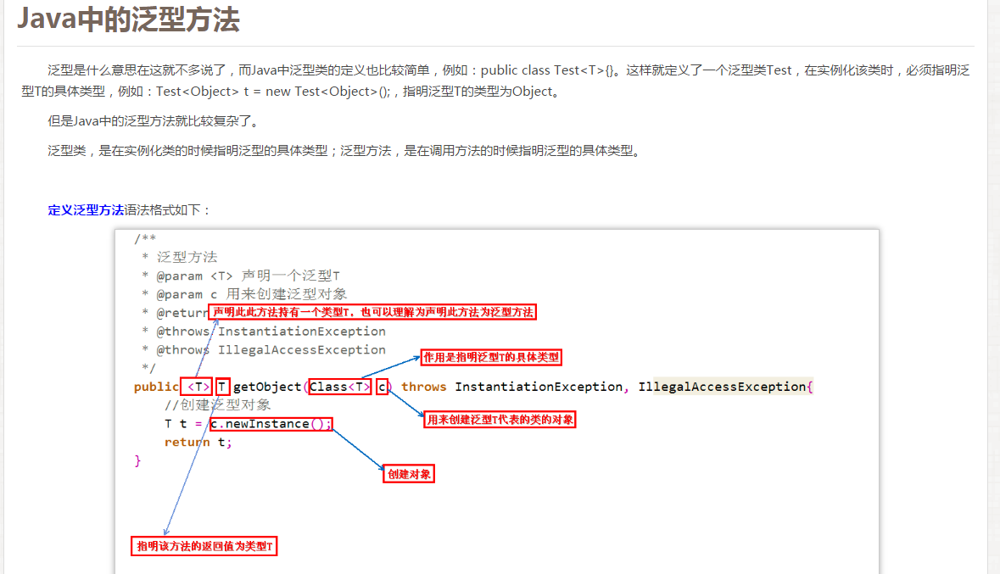 Java中的泛型方法
泛型是什么意思在这就不多说了，而Java中泛型类的定义也比较简单，例如：public class Test<T>{}。这样就定义了一个泛型类Test，在实例化该类时，必须指明泛
型T的具体类型，例如：Test<Object> t = new Test<Object>();，指明泛型T的类型为Object。
但是Java中的泛型方法就比较复杂了。
泛型类，是在实例化类的时候指明泛型的具体类型；泛型方法，是在调用方法的时候指明泛型的具体类型。
定义泛型方法语法格式如下：
/**
* 泛型方法
* @param <T> 声明一个泛型T
* @param c 用来创建泛型对象
* @return 声明此此方法持有一个类型T，也可以理解为声明此方法为泛型方法
* @throws InstantiationException
* @throws IllegalAccessException
作用是指明泛型T的具体类型
*/
public <T> T getObject(Class<T> c) throws InstantiationException, IllegalAccessException{
//创建泛型对象
用来创建泛型T代表的类的对象
T t = c.newInstance();
return t;
}
创建对象
指明该方法的返回值为类型T